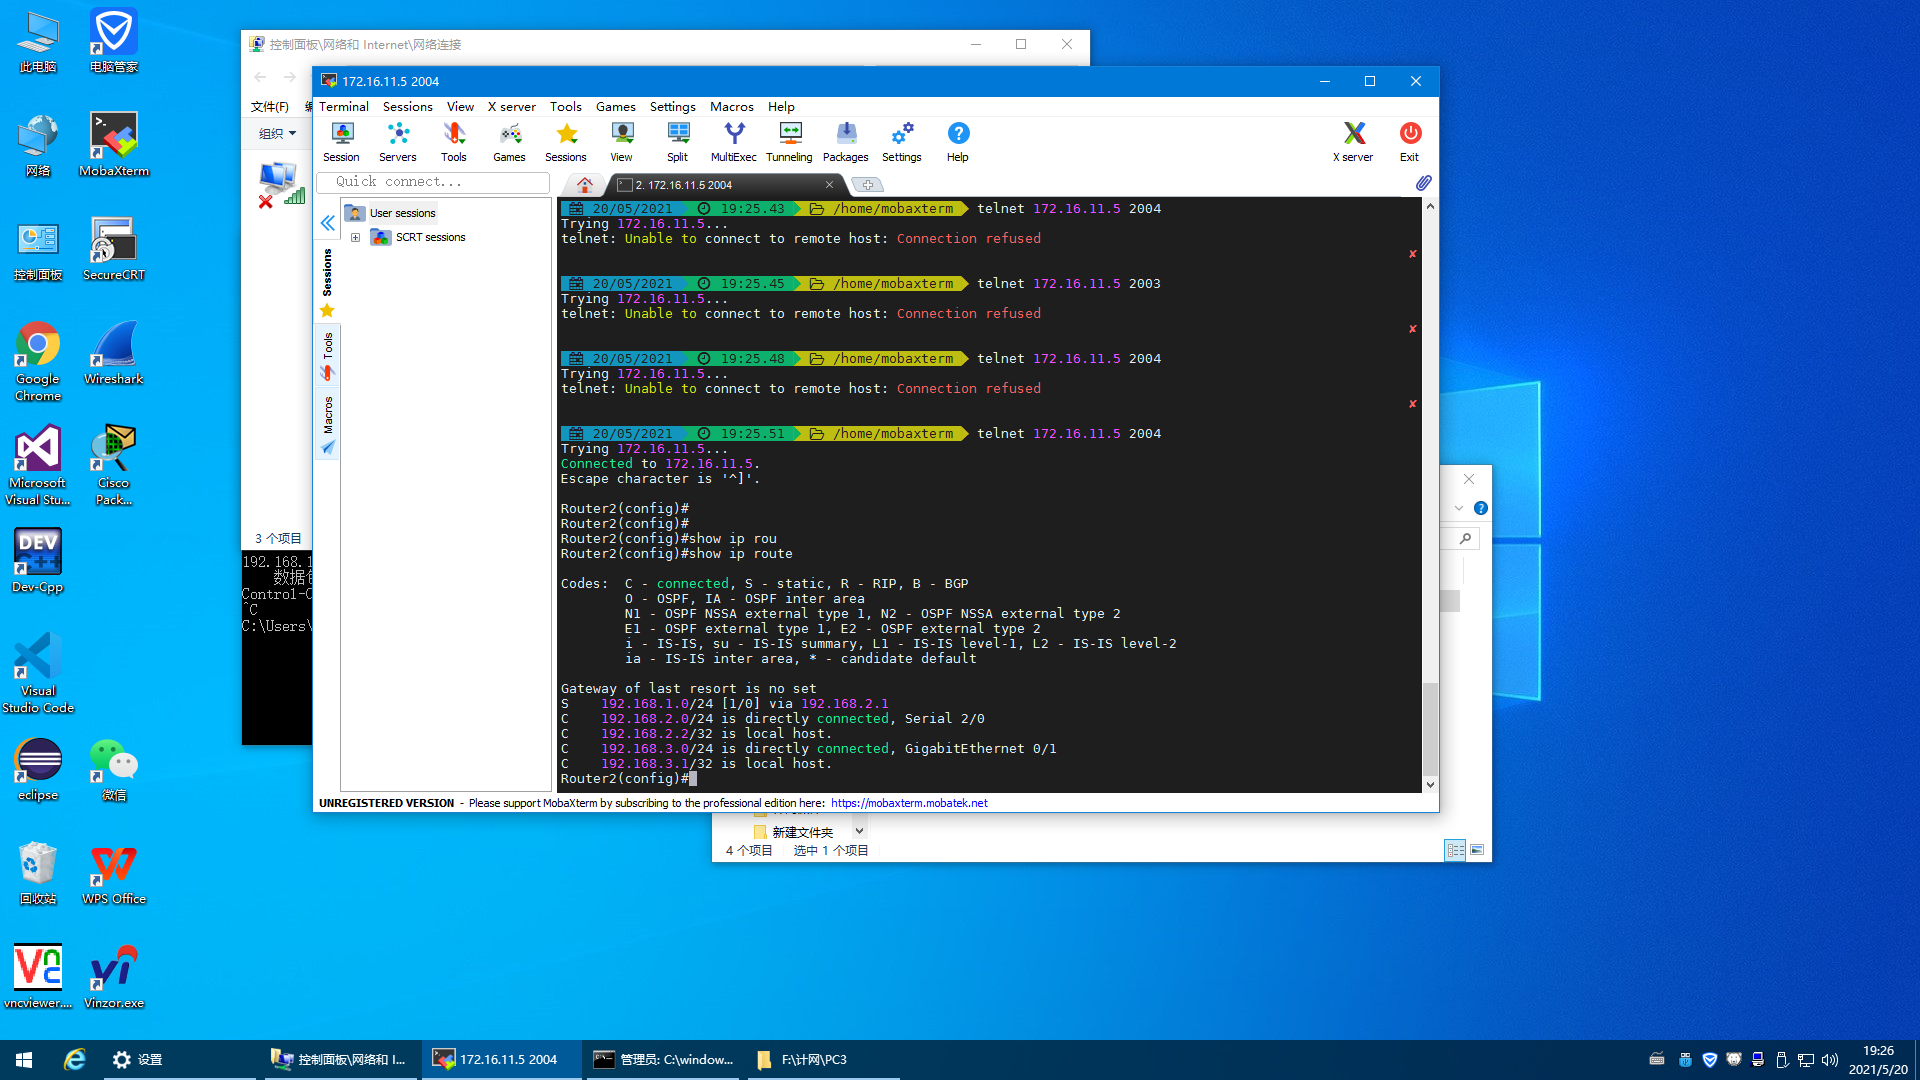 此电脑
电脑管家
网络
MobaXterm
控制面板
SecureCRT
Google
Chrome
Wireshark
Microsoft
Visual Stu...
Cisco
Pack...
DEV
C++
Dev-Cpp
Visual
Studio Code
eclipse
微信
回收站
WPS Office
vncviewer....
Vinzor.exe
控制面板\网络和 Internet\网络连接
文件(F)
组织
3 个项目
192.168.1
数据包
Control-C
^C
C:\Users\
172.16.11.5 2004
Terminal Sessions View X server Tools Games Settings Macros Help
Session Servers Tools Games Sessions View Split MultiExec Tunneling Packages Settings Help X server Exit
Quick connect...
2. 172.16.11.5 2004
User sessions
SCRT sessions
Sessions
Tools
Macros
20/05/2021 19:25.43 /home/mobaxterm telnet 172.16.11.5 2004
Trying 172.16.11.5...
telnet: Unable to connect to remote host: Connection refused
20/05/2021 19:25.45 /home/mobaxterm telnet 172.16.11.5 2003
Trying 172.16.11.5...
telnet: Unable to connect to remote host: Connection refused
20/05/2021 19:25.48 /home/mobaxterm telnet 172.16.11.5 2004
Trying 172.16.11.5...
telnet: Unable to connect to remote host: Connection refused
20/05/2021 19:25.51 /home/mobaxterm telnet 172.16.11.5 2004
Trying 172.16.11.5...
Connected to 172.16.11.5.
Escape character is '^]'.
Router2(config)#
Router2(config)#
Router2(config)#show ip rou
Router2(config)#show ip route
Codes: C - connected, S - static, R - RIP, B - BGP
O - OSPF, IA - OSPF inter area
N1 - OSPF NSSA external type 1, N2 - OSPF NSSA external type 2
E1 - OSPF external type 1, E2 - OSPF external type 2
i - IS-IS, su - IS-IS summary, L1 - IS-IS level-1, L2 - IS-IS level-2
ia - IS-IS inter area, * - candidate default
Gateway of last resort is no set
S 192.168.1.0/24 [1/0] via 192.168.2.1
C 192.168.2.0/24 is directly connected, Serial 2/0
C 192.168.2.2/32 is local host.
C 192.168.3.0/24 is directly connected, GigabitEthernet 0/1
C 192.168.3.1/32 is local host.
Router2(config)#
UNREGISTERED VERSION - Please support MobaXterm by subscribing to the professional edition here: https://mobaxterm.mobatek.net
新建文件夹
4 个项目 选中 1 个项目
设置
控制面板\网络和 I...
172.16.11.5 2004
管理员: C:\window...
F:\计网\PC3
19:26
2021/5/20